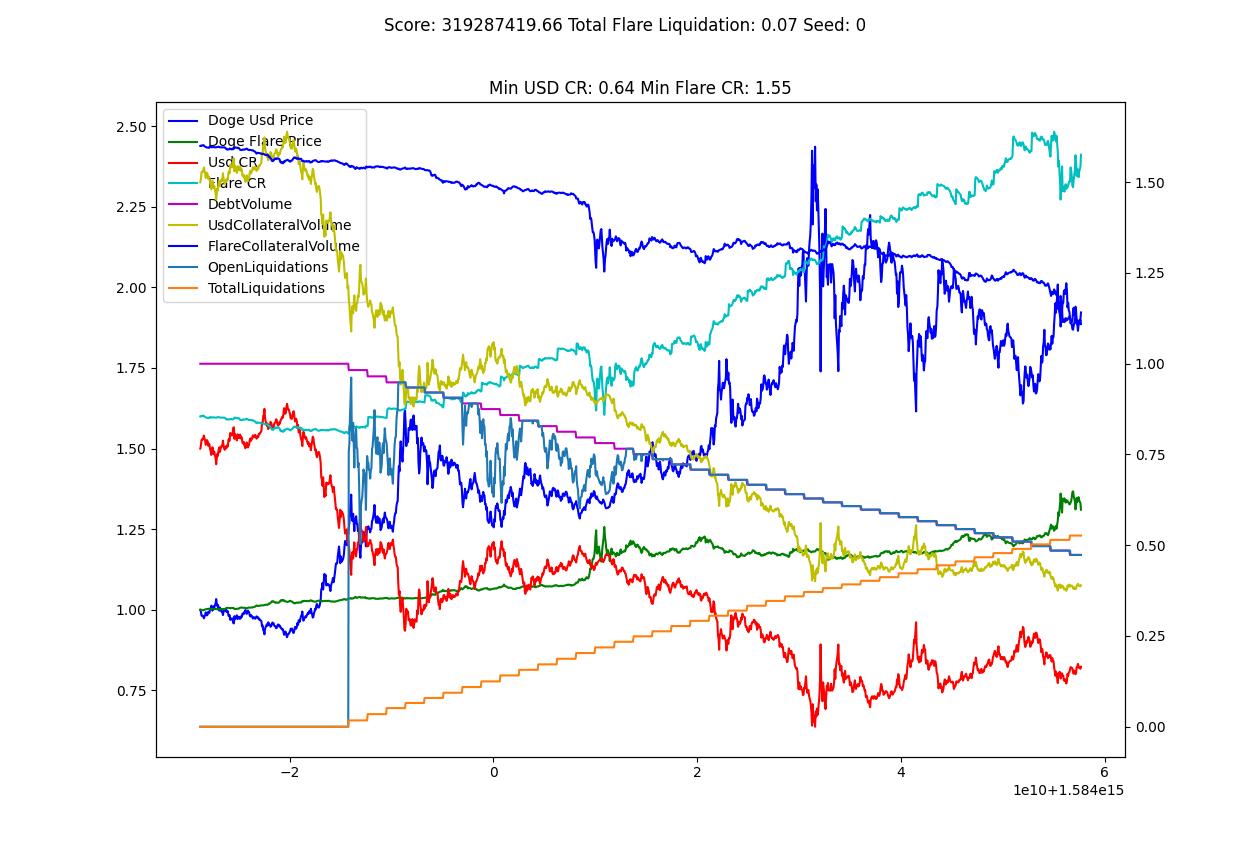 Score: 319287419.66 Total Flare Liquidation: 0.07 Seed: 0
Min USD CR: 0.64 Min Flare CR: 1.55
Doge Usd Price
Doge Flare Price
Usd CR
Flare CR
DebtVolume
UsdCollateralVolume
FlareCollateralVolume
OpenLiquidations
TotalLiquidations
2.50
2.25
2.00
1.75
1.50
1.25
1.00
0.75
1.50
1.25
1.00
0.75
0.50
0.25
0.00
−2
0
2
4
6
1e10+1.584e15